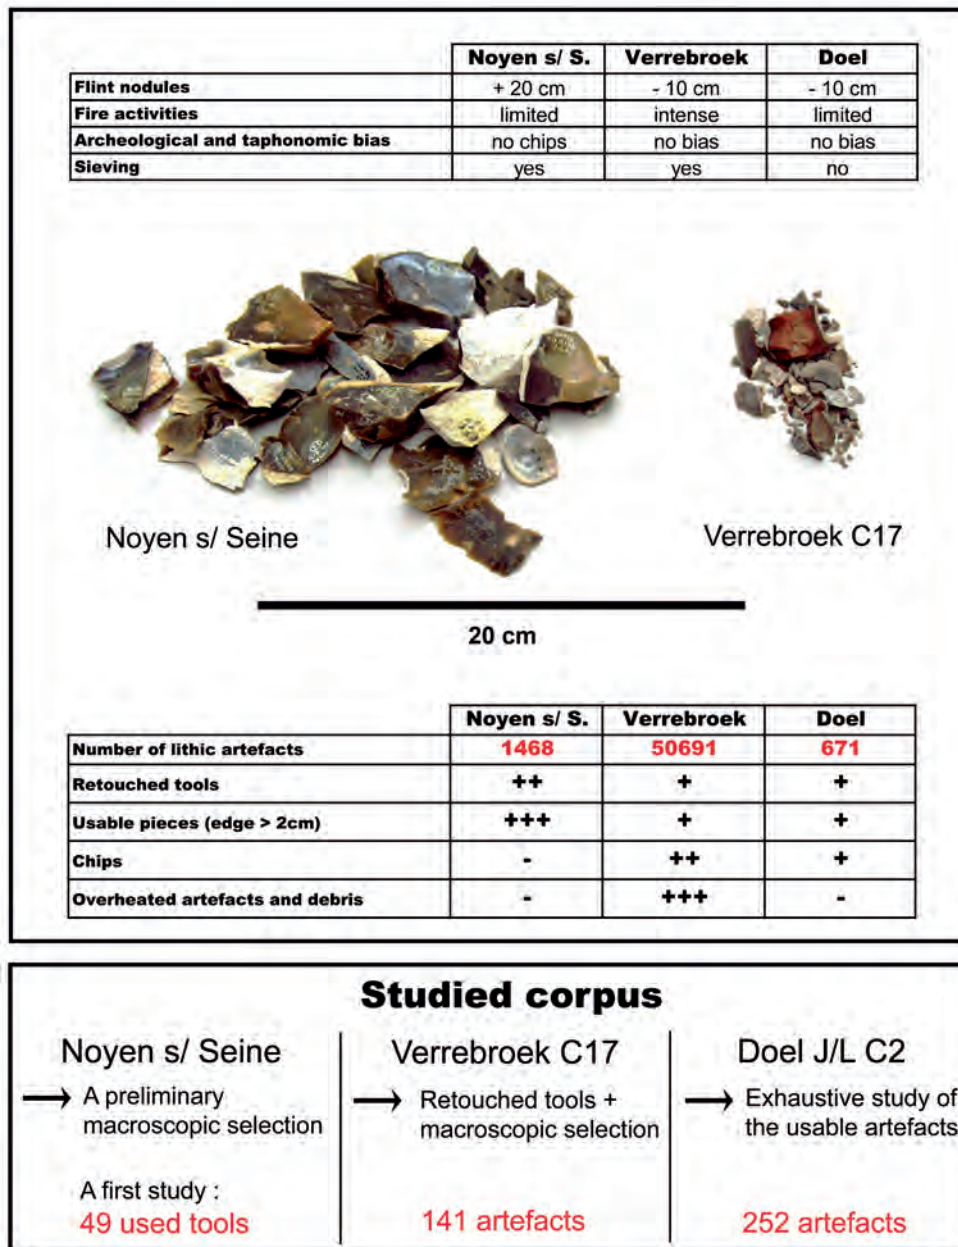 Noyen s/ S. Verrebroek Doel
Flint nodules + 20 cm - 10 cm - 10 cm
Fire activities limited intense limited
Archeological and taphonomic bias no chips no bias no bias
Sieving yes yes no
Noyen s/ Seine Verrebroek C17
20 cm
Noyen s/ S. Verrebroek Doel
Number of lithic artefacts 1468 50691 671
Retouched tools ++ + +
Usable pieces (edge > 2cm) +++ + +
Chips - ++ +
Overheated artefacts and debris - +++ -
Studied corpus
Noyen s/ Seine Verrebroek C17 Doel J/L C2
→ A preliminary → Retouched tools + → Exhaustive study of
macroscopic selection macroscopic selection the usable artefacts
A first study :
49 used tools 141 artefacts 252 artefacts